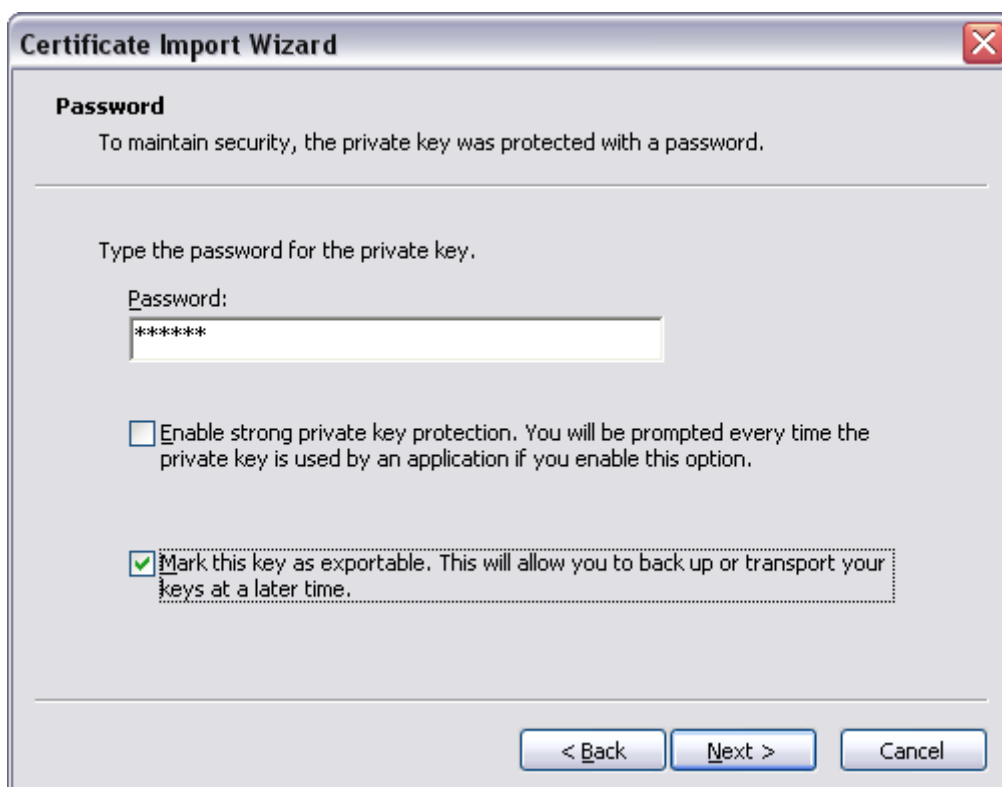 Certificate Import Wizard
Password
To maintain security, the private key was protected with a password.
Type the password for the private key.
Password:
******
Enable strong private key protection. You will be prompted every time the
private key is used by an application if you enable this option.
Mark this key as exportable. This will allow you to back up or transport your
keys at a later time.
< Back Next > Cancel